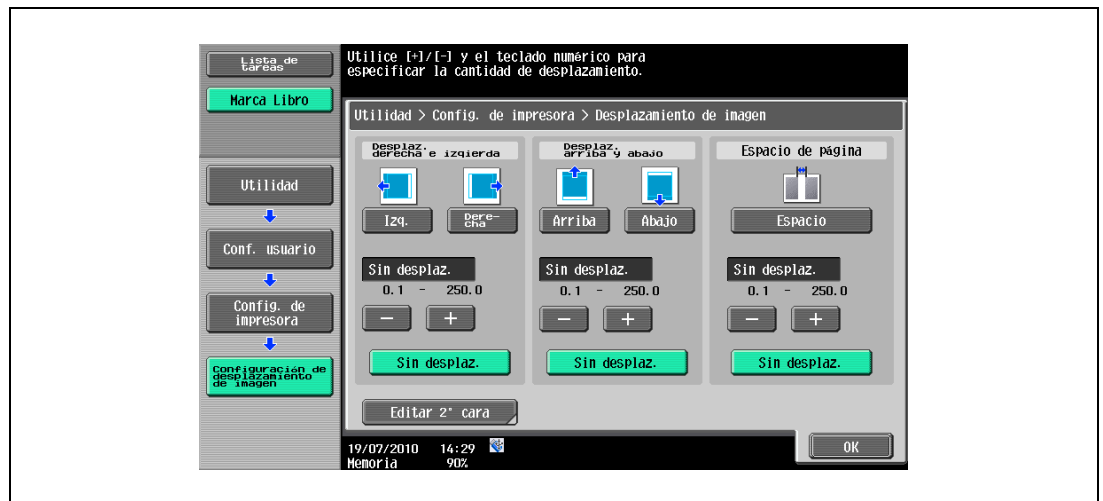 Lista de
tareas
Marca Libro
Utilidad
Conf. usuario
Config. de
impresora
Configuración de
desplazamiento
de imagen
Utilice [+]/[-] y el teclado numérico para
especificar la cantidad de desplazamiento.
Utilidad > Config. de impresora > Desplazamiento de imagen
Desplaz.
derecha e izqierda
Izq.
Dere-
cha
Sin desplaz.
0.1 - 250.0
- +
Sin desplaz.
Desplaz.
arriba y abajo
Arriba Abajo
Sin desplaz.
0.1 - 250.0
- +
Sin desplaz.
Espacio de página
Espacio
Sin desplaz.
0.1 - 250.0
- +
Sin desplaz.
Editar 2° cara
19/07/2010 14:29
Memoria 90%
OK